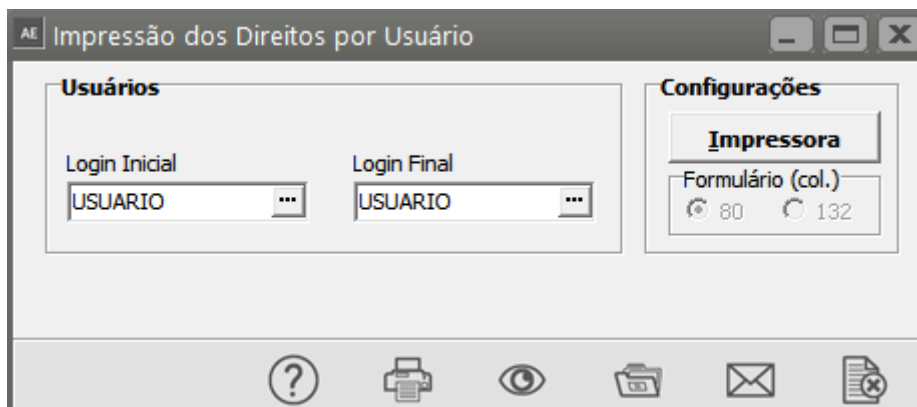 AE Impressão dos Direitos por Usuário
Usuários
Login Inicial
USUARIO ...
Login Final
USUARIO ...
Configurações
Impressora
Formulário (col.)
80 132
?